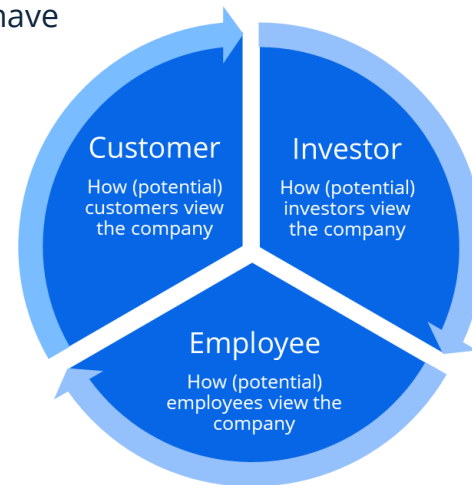 have
Customer
How (potential)
customers view
the company
Investor
How (potential)
investors view
the company
Employee
How (potential)
employees view the
company